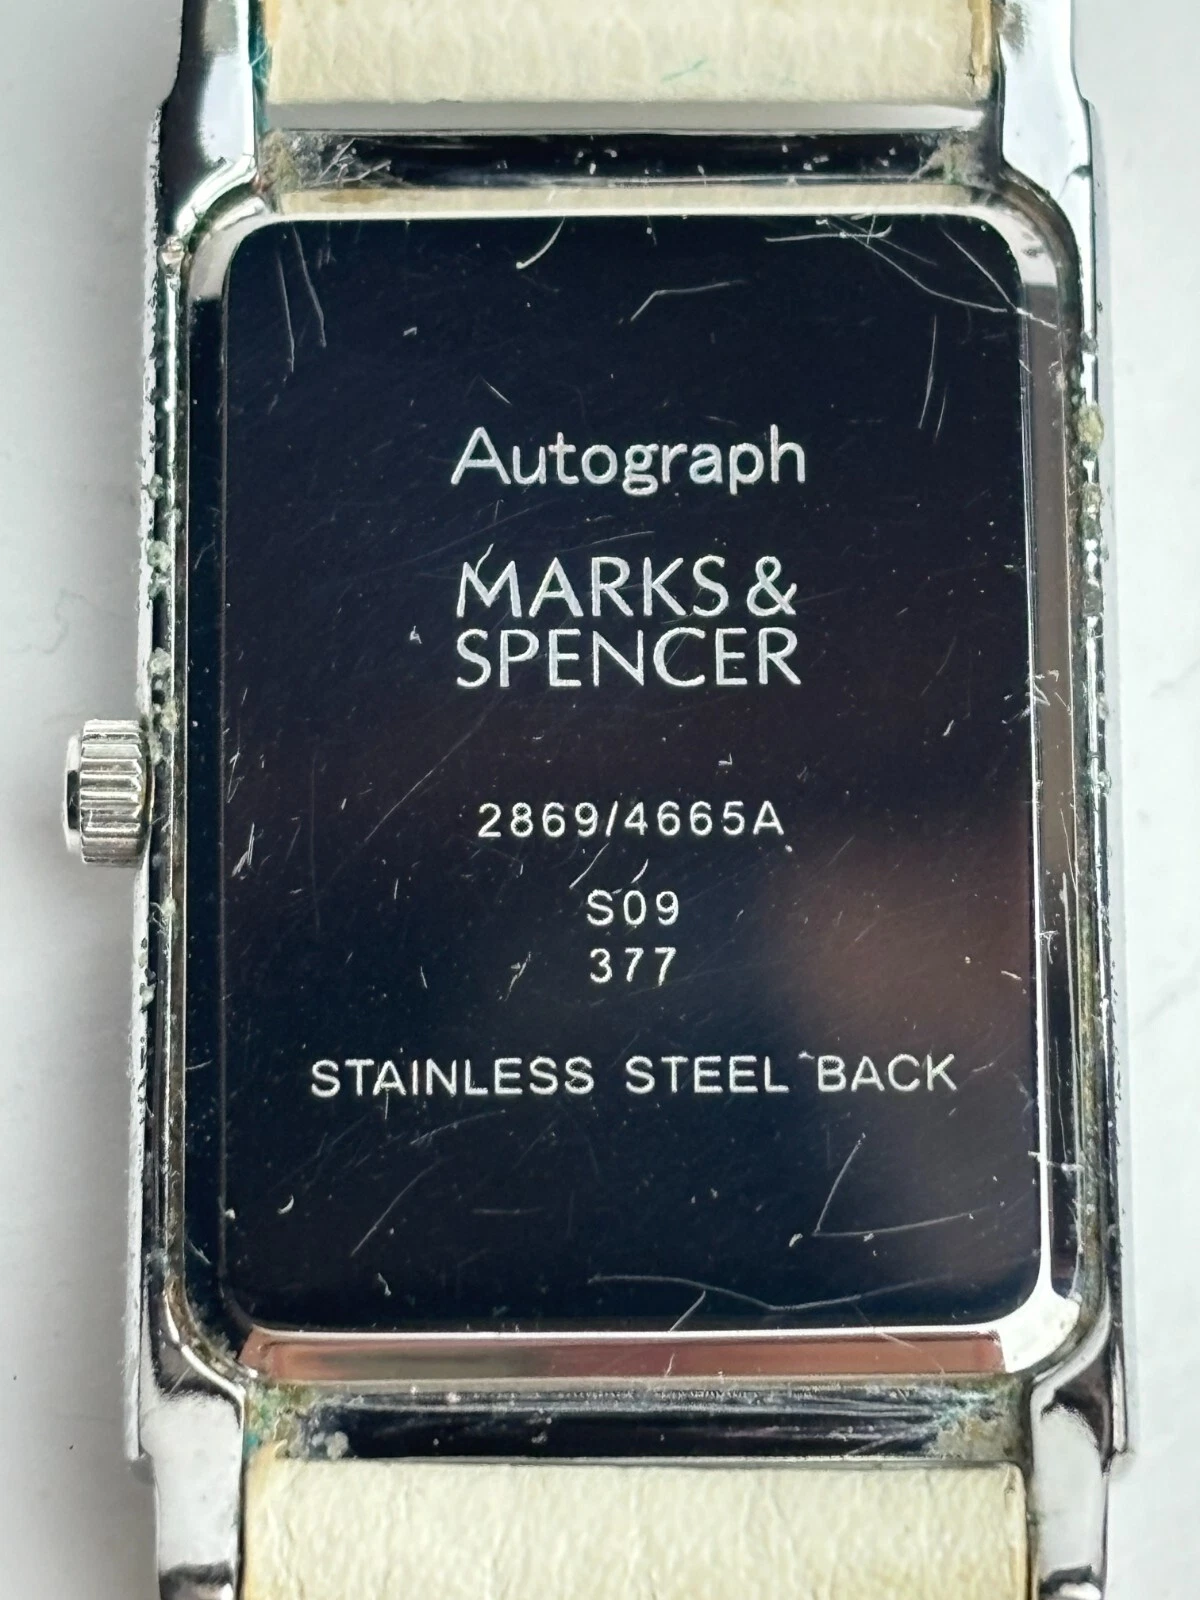 Autograph
MARKS &
SPENCER
2869/4665A
S09
377
STAINLESS STEEL BACK